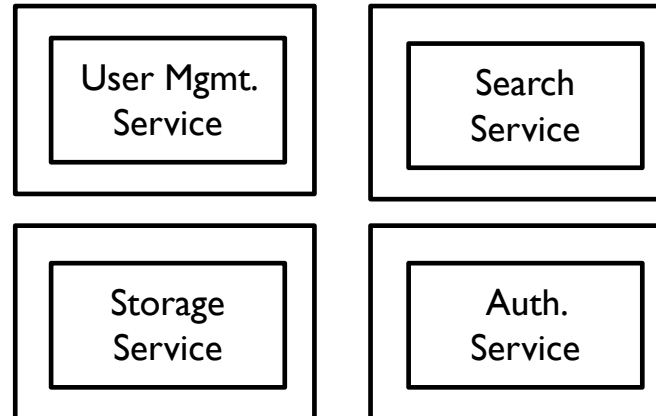 User Mgmt.
Service
Search
Service
Storage
Service
Auth.
Service